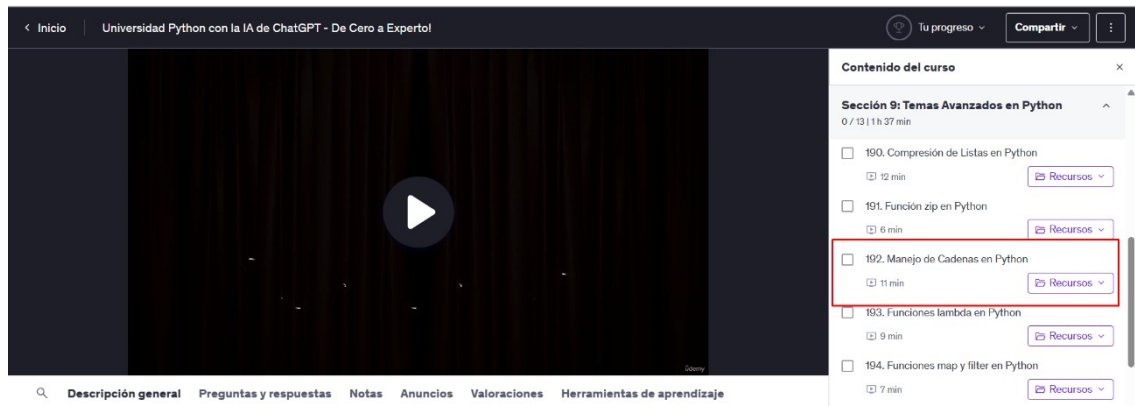 Inicio
Universidad Python con la IA de ChatGPT - De Cero a Experto!
Tu progreso
Compartir
Udemy
Descripción general
Preguntas y respuestas
Notas
Anuncios
Valoraciones
Herramientas de aprendizaje
Contenido del curso
Sección 9: Temas Avanzados en Python
0 / 13 | 1 h 37 min
190. Compresión de Listas en Python
12 min
Recursos
191. Función zip en Python
6 min
Recursos
192. Manejo de Cadenas en Python
11 min
Recursos
193. Funciones lambda en Python
9 min
Recursos
194. Funciones map y filter en Python
7 min
Recursos